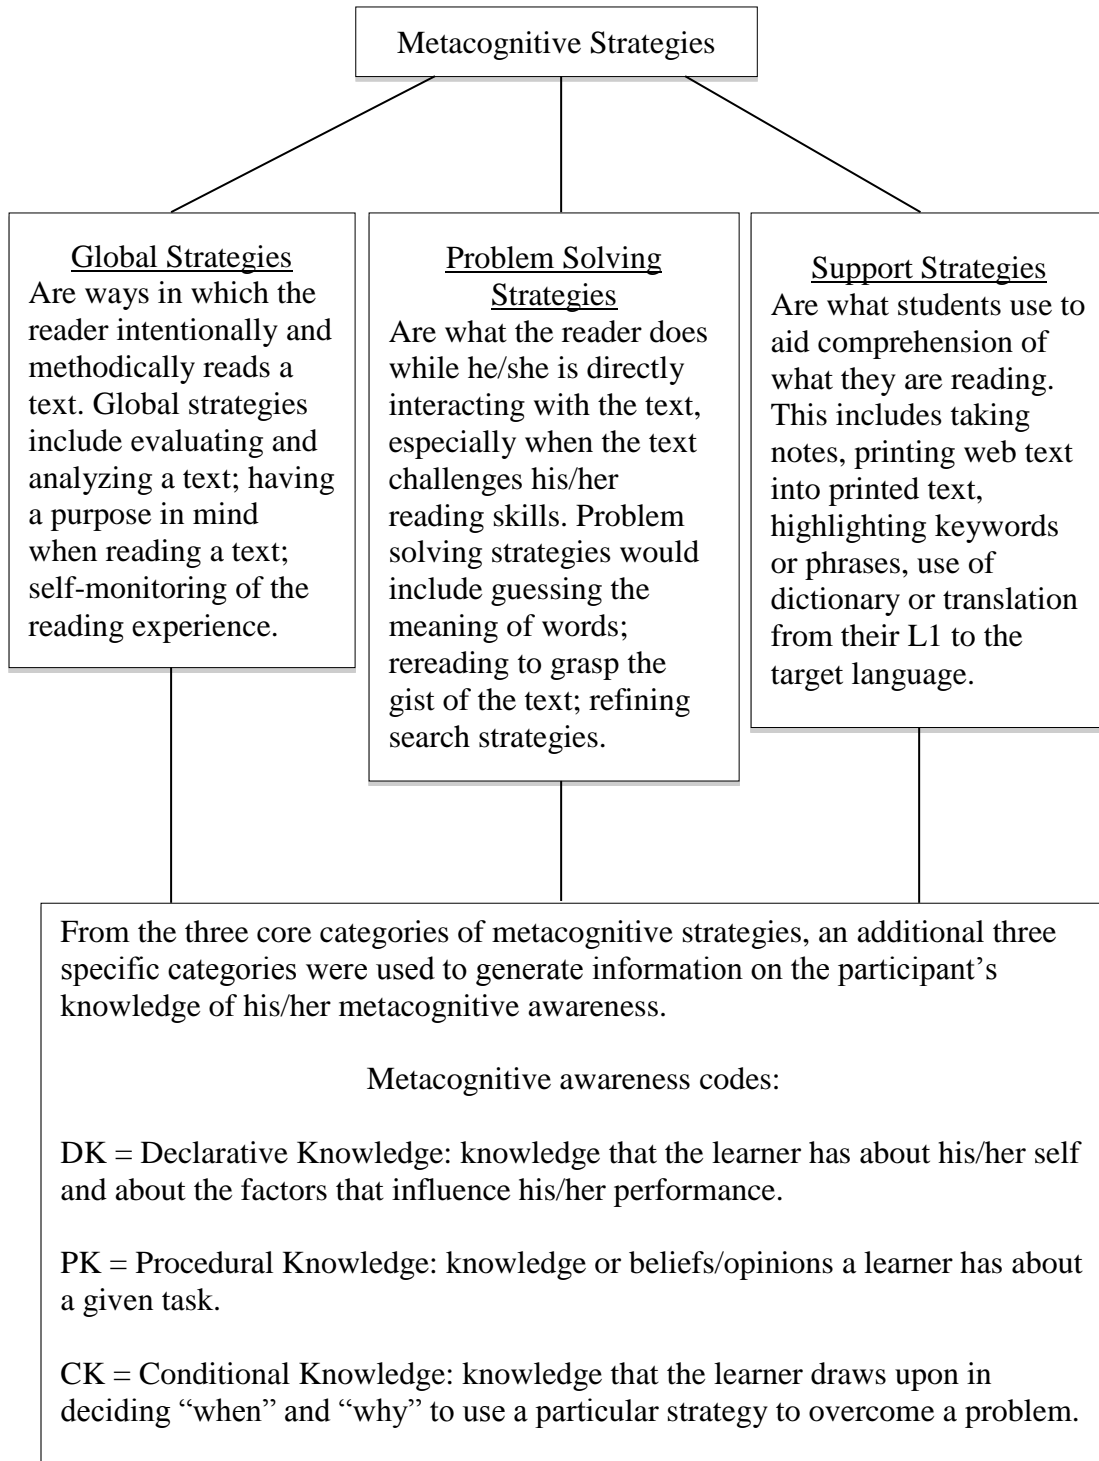 Metacognitive Strategies
Global Strategies
Are ways in which the
reader intentionally and
methodically reads a
text. Global strategies
include evaluating and
analyzing a text; having
a purpose in mind
when reading a text;
self-monitoring of the
reading experience.
Problem Solving
Strategies
Are what the reader does
while he/she is directly
interacting with the text,
especially when the text
challenges his/her
reading skills. Problem
solving strategies would
include guessing the
meaning of words;
rereading to grasp the
gist of the text; refining
search strategies.
Support Strategies
Are what students use to
aid comprehension of
what they are reading.
This includes taking
notes, printing web text
into printed text,
highlighting keywords
or phrases, use of
dictionary or translation
from their L1 to the
target language.
From the three core categories of metacognitive strategies, an additional three
specific categories were used to generate information on the participant’s
knowledge of his/her metacognitive awareness.
Metacognitive awareness codes:
DK = Declarative Knowledge: knowledge that the learner has about his/her self
and about the factors that influence his/her performance.
PK = Procedural Knowledge: knowledge or beliefs/opinions a learner has about
a given task.
CK = Conditional Knowledge: knowledge that the learner draws upon in
deciding “when” and “why” to use a particular strategy to overcome a problem.